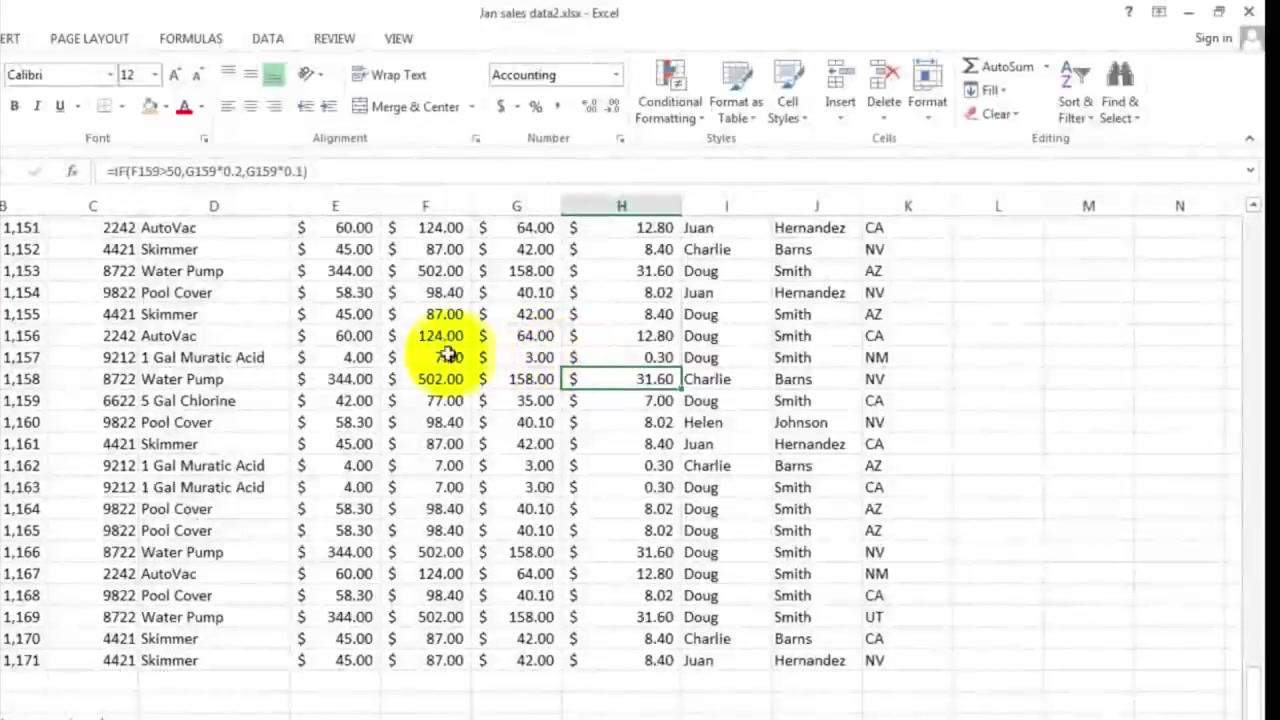 Jan sales data2.xlsx - Excel
ERT PAGE LAYOUT FORMULAS DATA REVIEW VIEW Sign in
Calibri 12 Wrap Text Accounting AutoSum
B I U Merge & Center $ % Conditional Formatting Format as Table Cell Styles Insert Delete Format Fill Clear Sort & Filter Find & Select
Font Alignment Number Styles Cells Editing
fx =IF(F159>50,G159*0.2,G159*0.1)
B C D E F G H I J K L M N
1,151 2242 AutoVac $ 60.00 $ 124.00 $ 64.00 $ 12.80 Juan Hernandez CA
1,152 4421 Skimmer $ 45.00 $ 87.00 $ 42.00 $ 8.40 Charlie Barns NV
1,153 8722 Water Pump $ 344.00 $ 502.00 $ 158.00 $ 31.60 Doug Smith AZ
1,154 9822 Pool Cover $ 58.30 $ 98.40 $ 40.10 $ 8.02 Juan Hernandez NV
1,155 4421 Skimmer $ 45.00 $ 87.00 $ 42.00 $ 8.40 Doug Smith AZ
1,156 2242 AutoVac $ 60.00 $ 124.00 $ 64.00 $ 12.80 Doug Smith CA
1,157 9212 1 Gal Muratic Acid $ 4.00 $ $ 3.00 $ 0.30 Doug Smith NM
1,158 8722 Water Pump $ 344.00 $ 502.00 $ 158.00 $ 31.60 Charlie Barns NV
1,159 6622 5 Gal Chlorine $ 42.00 $ 77.00 $ 35.00 $ 7.00 Doug Smith CA
1,160 9822 Pool Cover $ 58.30 $ 98.40 $ 40.10 $ 8.02 Helen Johnson NV
1,161 4421 Skimmer $ 45.00 $ 87.00 $ 42.00 $ 8.40 Juan Hernandez CA
1,162 9212 1 Gal Muratic Acid $ 4.00 $ 7.00 $ 3.00 $ 0.30 Charlie Barns AZ
1,163 9212 1 Gal Muratic Acid $ 4.00 $ 7.00 $ 3.00 $ 0.30 Doug Smith CA
1,164 9822 Pool Cover $ 58.30 $ 98.40 $ 40.10 $ 8.02 Doug Smith AZ
1,165 9822 Pool Cover $ 58.30 $ 98.40 $ 40.10 $ 8.02 Doug Smith AZ
1,166 8722 Water Pump $ 344.00 $ 502.00 $ 158.00 $ 31.60 Doug Smith NV
1,167 2242 AutoVac $ 60.00 $ 124.00 $ 64.00 $ 12.80 Doug Smith NM
1,168 9822 Pool Cover $ 58.30 $ 98.40 $ 40.10 $ 8.02 Doug Smith CA
1,169 8722 Water Pump $ 344.00 $ 502.00 $ 158.00 $ 31.60 Doug Smith UT
1,170 4421 Skimmer $ 45.00 $ 87.00 $ 42.00 $ 8.40 Charlie Barns CA
1,171 4421 Skimmer $ 45.00 $ 87.00 $ 42.00 $ 8.40 Juan Hernandez NV